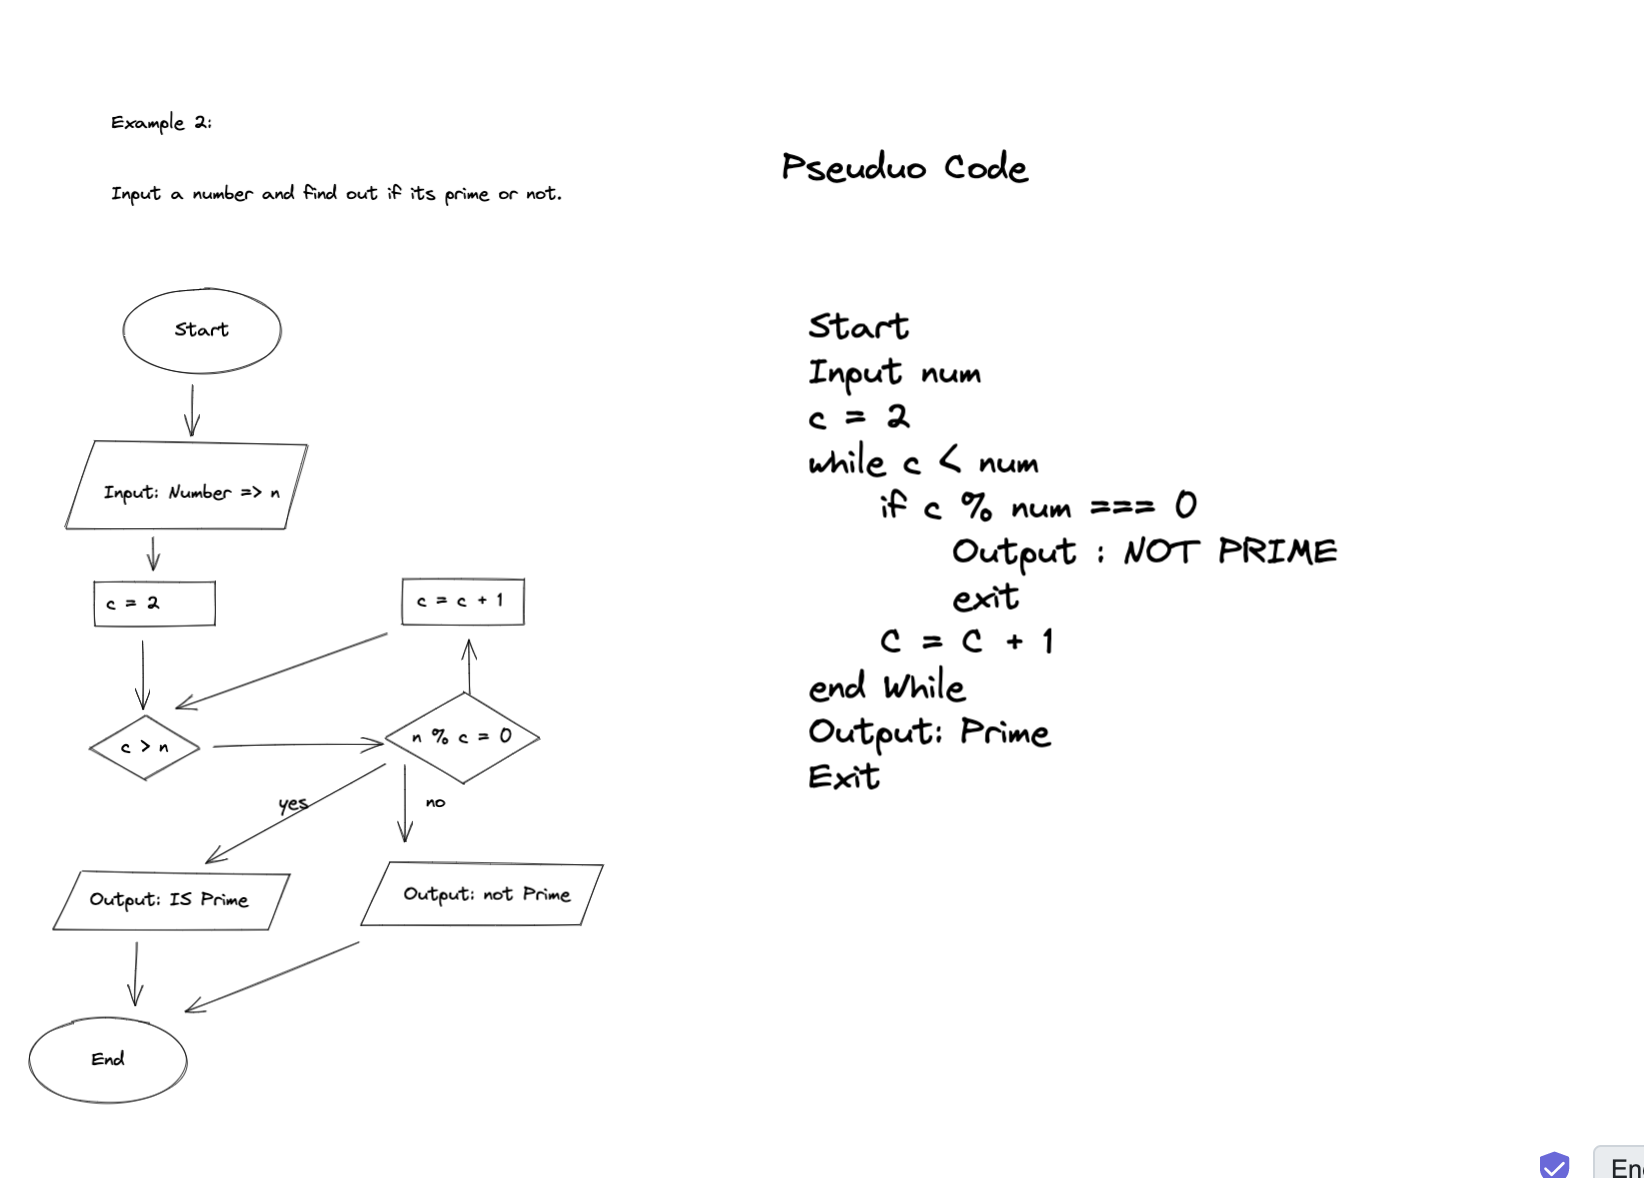 Example 2:
Input a number and find out if its prime or not.
Start
Input: Number => n
c = 2
c = c + 1
c > n
n % c = 0
yes
no
Output: IS Prime
Output: not Prime
End
Pseuduo Code
Start
Input num
c = 2
while c < num
if c % num === 0
Output : NOT PRIME
exit
C = C + 1
end While
Output: Prime
Exit